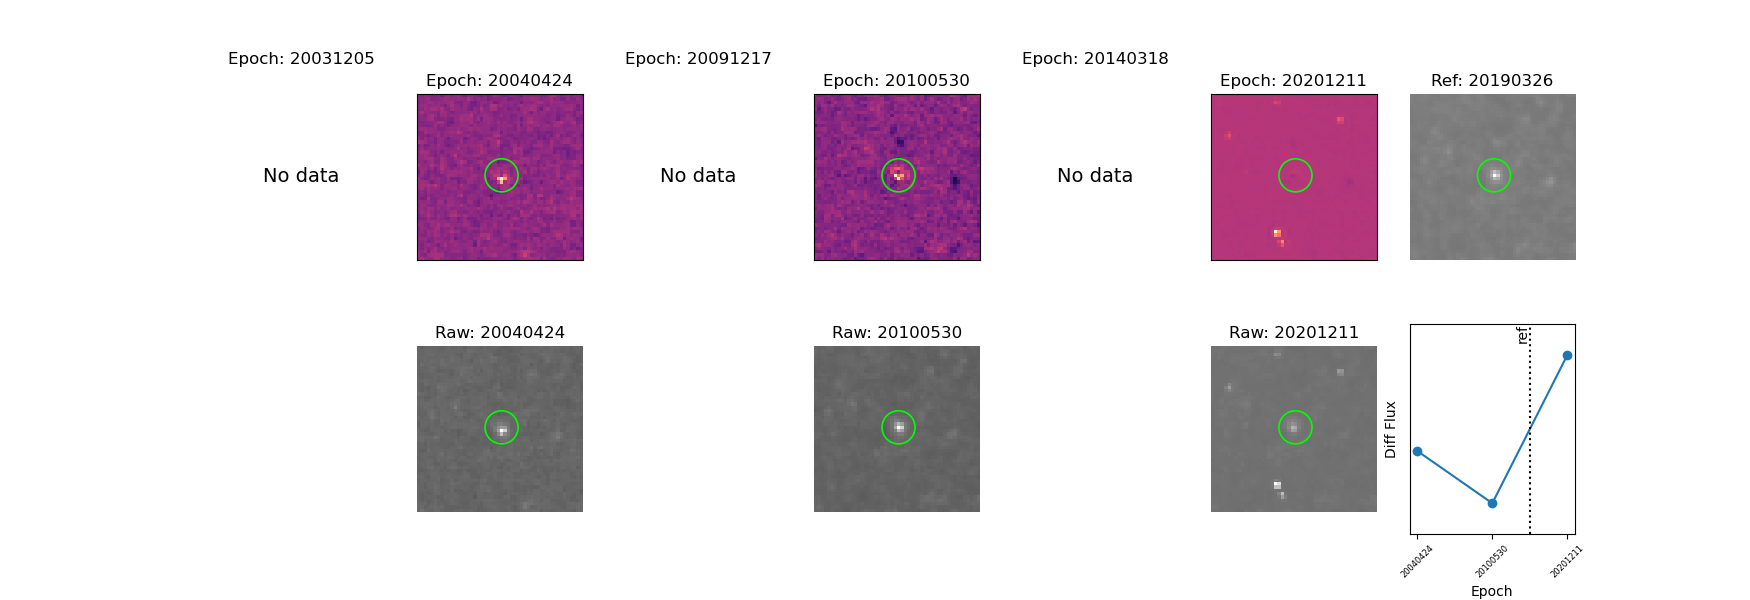 Epoch: 20031205
Epoch: 20091217
Epoch: 20140318
Epoch: 20040424
Epoch: 20100530
Epoch: 20201211
Ref: 20190326
No data
No data
No data
Raw: 20040424
Raw: 20100530
Raw: 20201211
ref
Diff Flux
20040424
20100530
20201211
Epoch